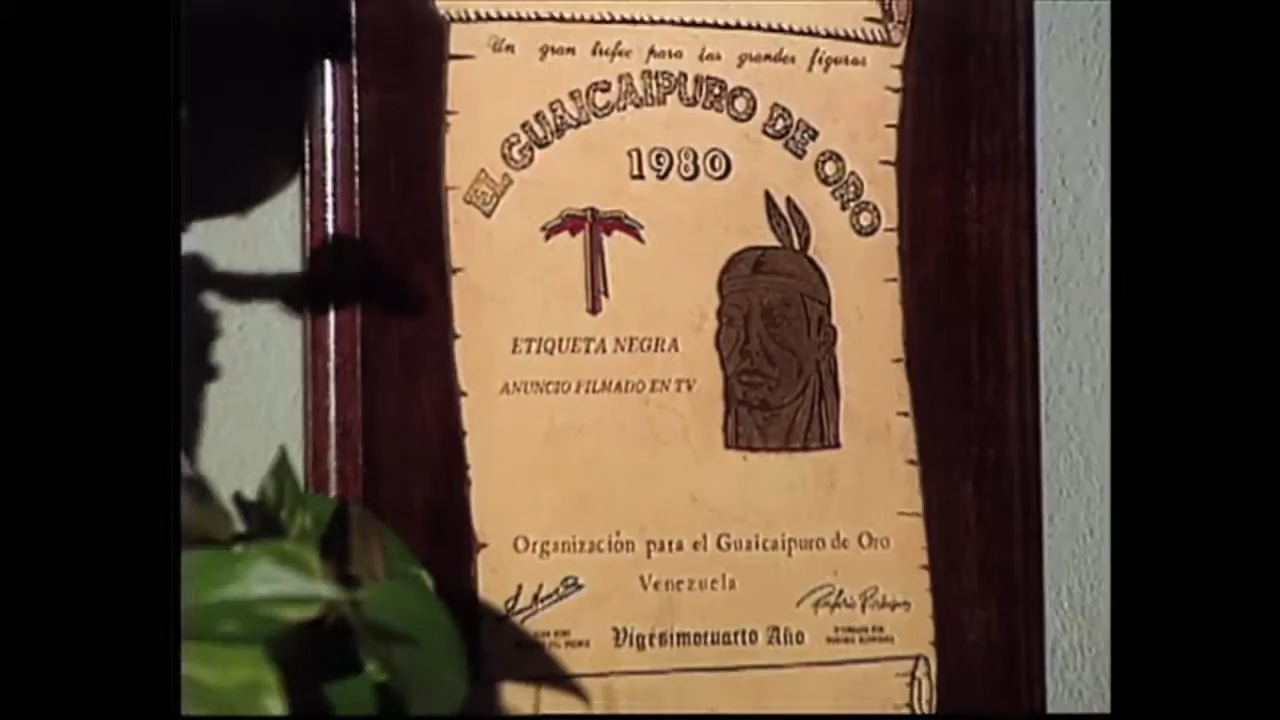 Un gran trofeo para las grandes figuras
EL GUAICAIPURO DE ORO
1980
ETIQUETA NEGRA
ANUNCIO FILMADO EN TV
Organización para el Guaicaipuro de Oro
Venezuela
Vigesimocuarto Año